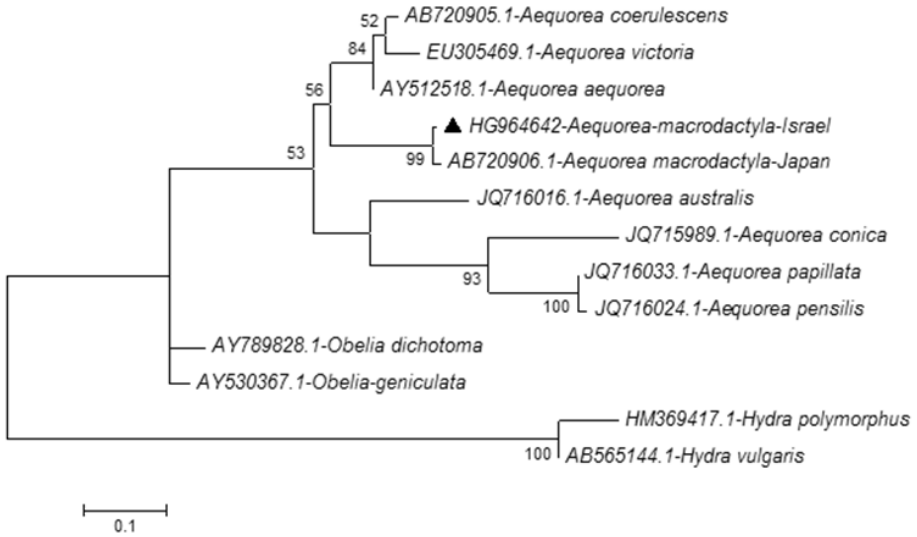 52
AB720905.1-Aequorea coerulescens
84
EU305469.1-Aequorea victoria
AY512518.1-Aequorea aequorea
56
HG964642-Aequorea-macrodactyla-Israel
53
99
AB720906.1-Aequorea macrodactyla-Japan
JQ716016.1-Aequorea australis
JQ715989.1-Aequorea conica
93
JQ716033.1-Aequorea papillata
100
JQ716024.1-Aequorea pensilis
AY789828.1-Obelia dichotoma
AY530367.1-Obelia-geniculata
HM369417.1-Hydra polymorphus
100
AB565144.1-Hydra vulgaris
0.1